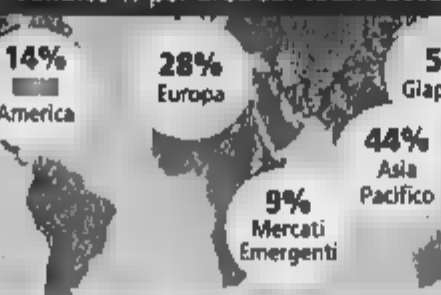 14%
America
28%
Europa
5
Giap
44%
Asia
Pacifico
9%
Mercati
Emergenti